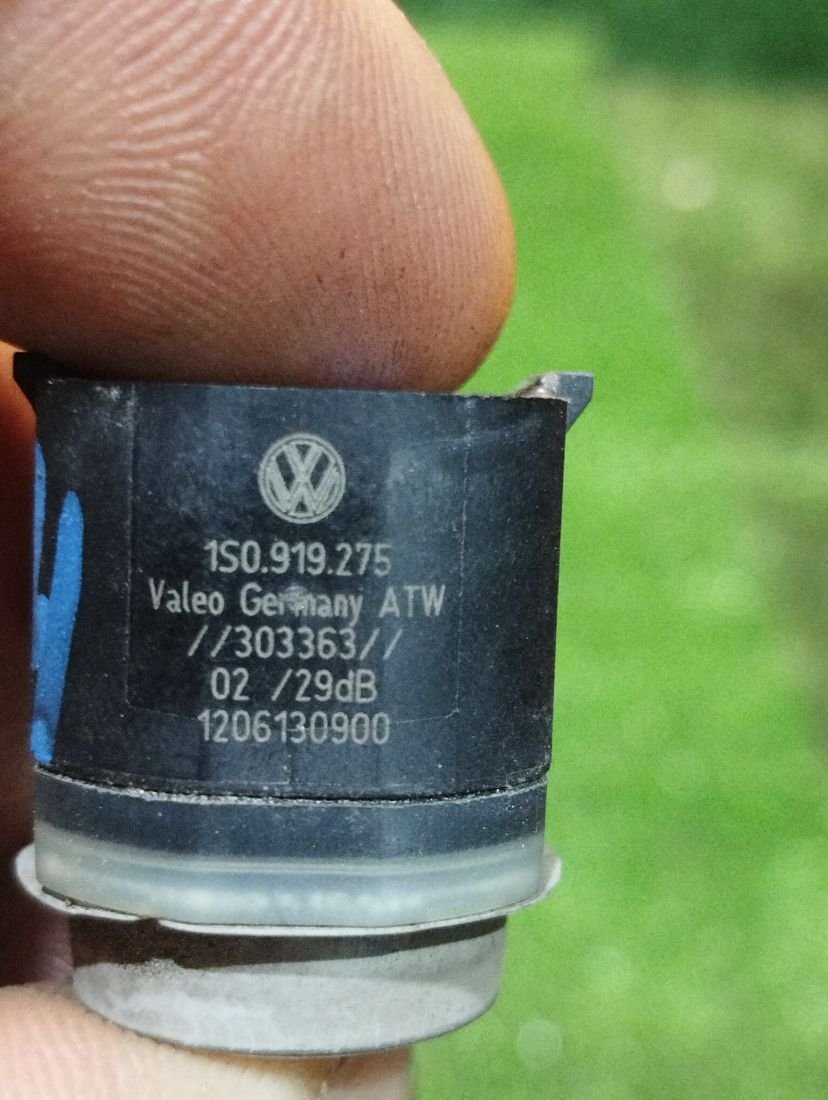 VW
1S0.919.275
Valeo Germany ATW
//303363//
02 /29dB
1206130900